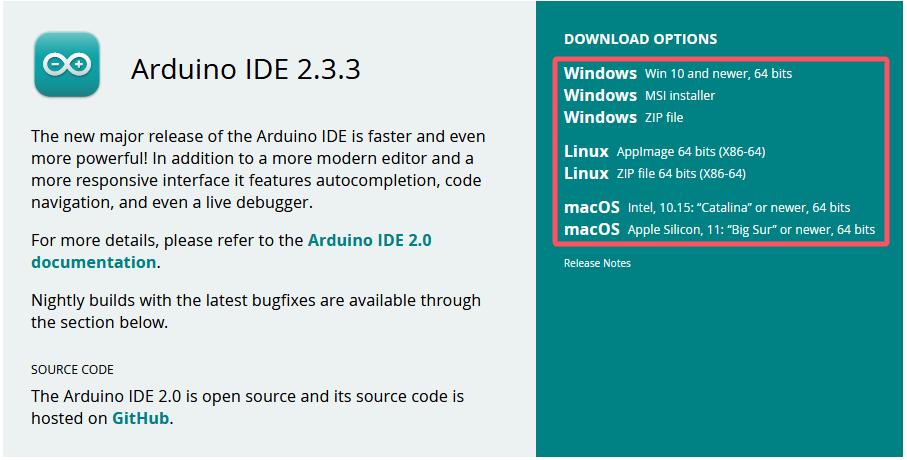 Arduino IDE 2.3.3
The new major release of the Arduino IDE is faster and even
more powerful! In addition to a more modern editor and a
more responsive interface it features autocompletion, code
navigation, and even a live debugger.
For more details, please refer to the Arduino IDE 2.0
documentation.
Nightly builds with the latest bugfixes are available through
the section below.
SOURCE CODE
The Arduino IDE 2.0 is open source and its source code is
hosted on GitHub.
DOWNLOAD OPTIONS
Windows Win 10 and newer, 64 bits
Windows MSI installer
Windows ZIP file
Linux AppImage 64 bits (X86-64)
Linux ZIP file 64 bits (X86-64)
macOS Intel, 10.15: “Catalina” or newer, 64 bits
macOS Apple Silicon, 11: “Big Sur” or newer, 64 bits
Release Notes